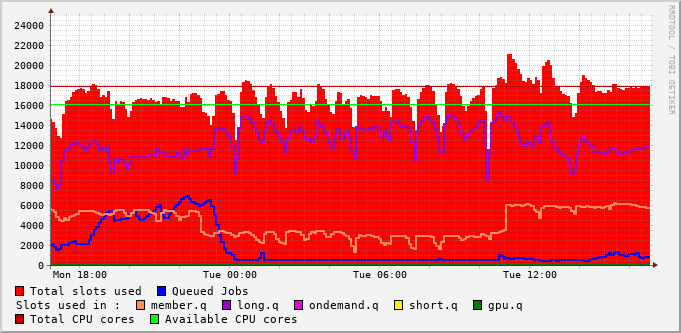 24000
22000
20000
18000
16000
14000
12000
10000
8000
6000
4000
2000
0
Mon 18:00 Tue 00:00 Tue 06:00 Tue 12:00
RRDTOOL / TOBI OETIKER
Total slots used Queued Jobs
Slots used in : member.q long.q ondemand.q short.q gpu.q
Total CPU cores Available CPU cores